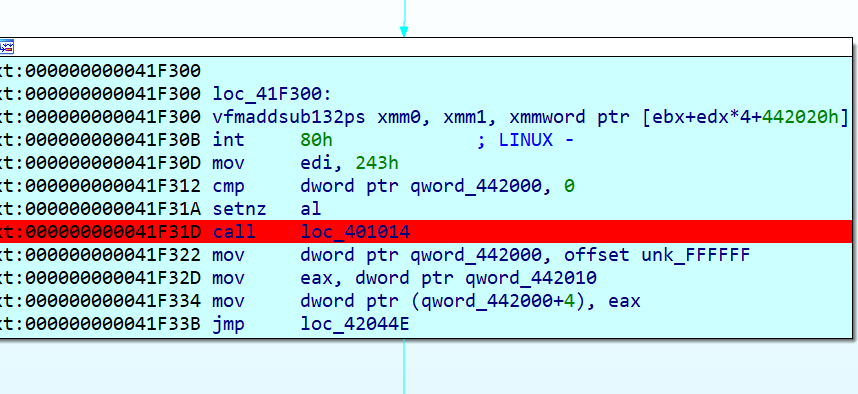 xt:000000000041F300
xt:000000000041F300 loc_41F300:
xt:000000000041F300 vfmaddsub132ps xmm0, xmm1, xmmword ptr [ebx+edx*4+442020h]
xt:000000000041F30B int 80h ; LINUX -
xt:000000000041F30D mov edi, 243h
xt:000000000041F312 cmp dword ptr qword_442000, 0
xt:000000000041F31A setnz al
xt:000000000041F31D call loc_401014
xt:000000000041F322 mov dword ptr qword_442000, offset unk_FFFFFF
xt:000000000041F32D mov eax, dword ptr qword_442010
xt:000000000041F334 mov dword ptr (qword_442000+4), eax
xt:000000000041F33B jmp loc_42044E